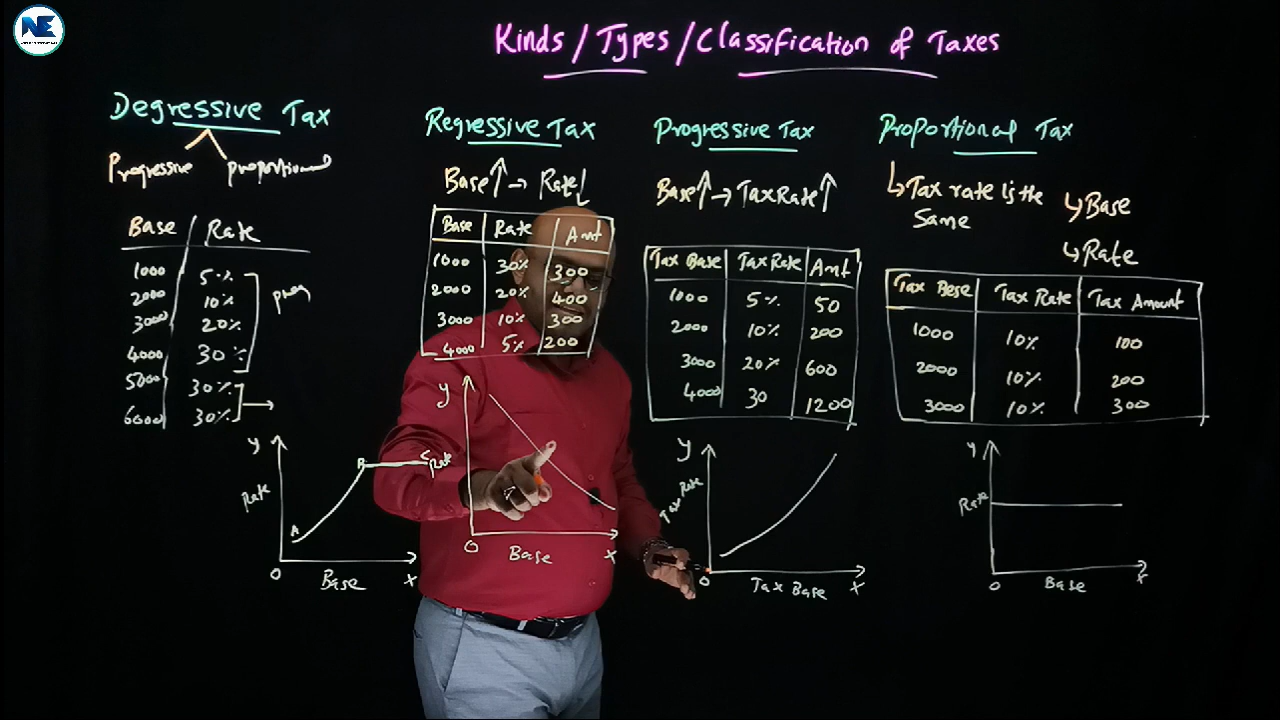 NE
Kinds / Types / Classification of Taxes
Degressive Tax
Progressive proportional
Base Rate
1000 5%
2000 10%
3000 20%
4000 30%
5000 30%
6000 30%
Y
Rate
A
B
C
O
Base
X
Regressive Tax
Base↑ → Rate↓
Base Rate Amt
1000 30% 300
2000 20% 400
3000 10% 300
4000 5% 200
Y
Rate
O
Base
X
Progressive Tax
Base↑ → Tax Rate↑
Tax Base Tax Rate Amt
1000 5% 50
2000 10% 200
3000 20% 600
4000 30 1200
Y
Tax Rate
O
Tax Base
X
Proportional Tax
↳ Tax rate is the
Same
↳ Base
↳ Rate
Tax Base Tax Rate Tax Amount
1000 10% 100
2000 10% 200
3000 10% 300
Y
Rate
O
Base
X